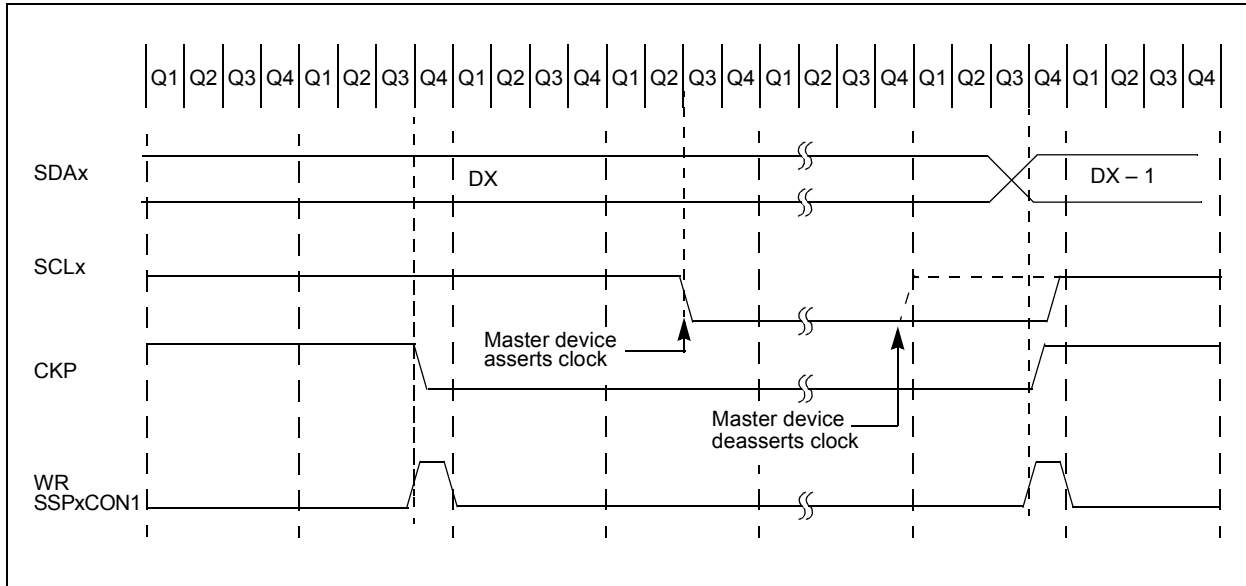 Q1 Q2 Q3 Q4 Q1 Q2 Q3 Q4 Q1 Q2 Q3 Q4 Q1 Q2 Q3 Q4 Q1 Q2 Q3 Q4 Q1 Q2 Q3 Q4 Q1 Q2 Q3 Q4
SDAx
DX
DX – 1
SCLx
Master device
asserts clock
CKP
Master device
deasserts clock
WR
SSPxCON1